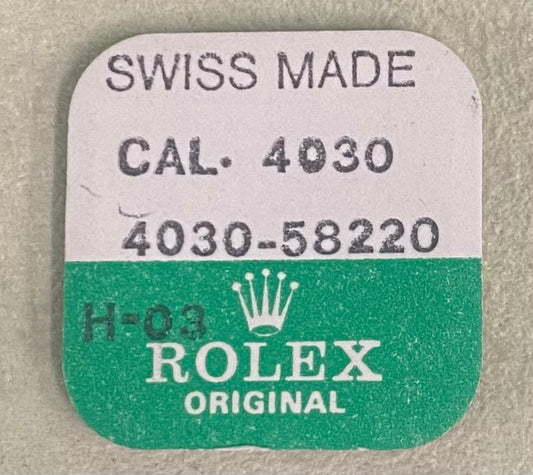 SWISS MADE
CAL. 4030
4030-58220
H-03
ROLEX
ORIGINAL